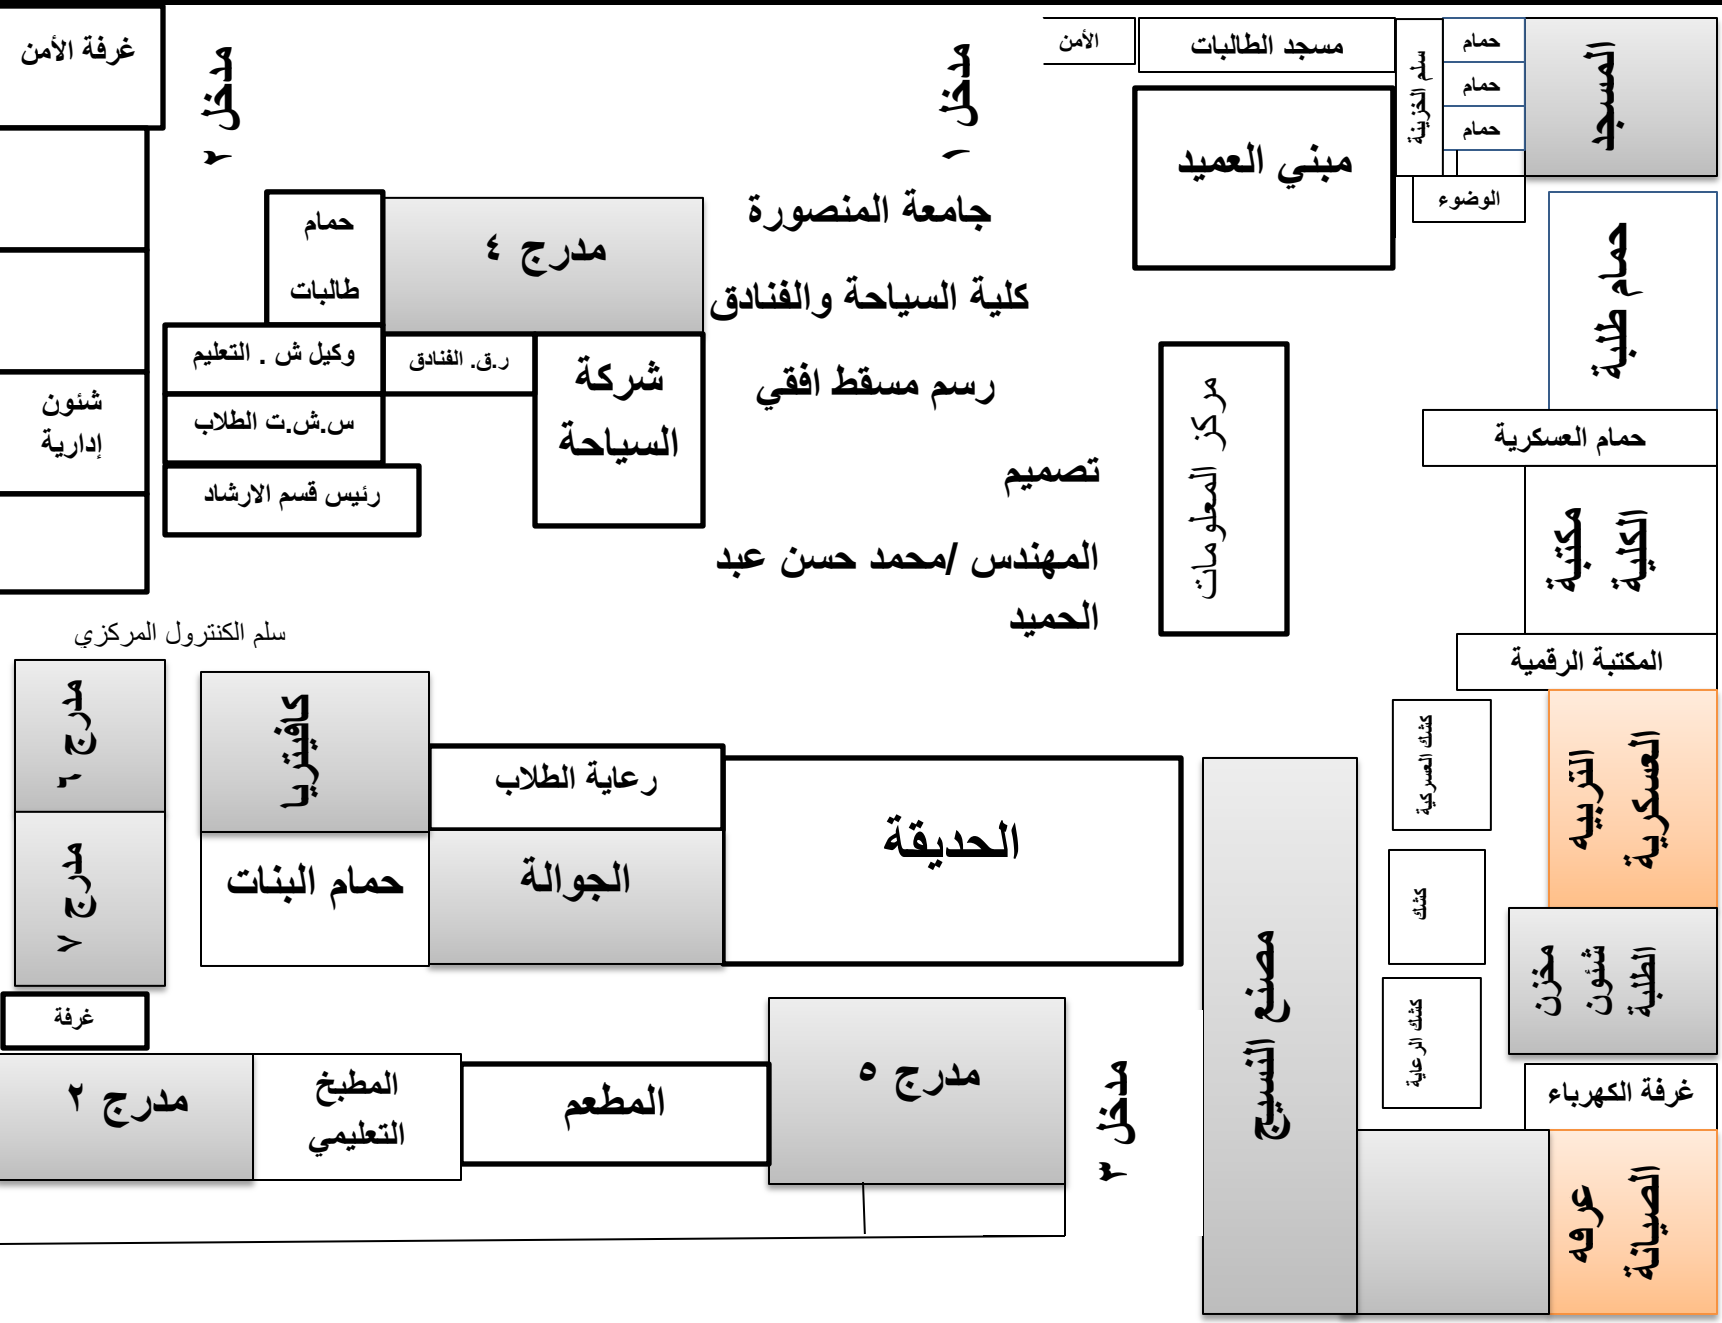 المسجد
حمام
حمام
حمام
سلم الخزينة
مسجد الطالبات
الأمن
مدخل ١
مدخل ٢
غرفة الأمن
الوضوء
مبني العميد
حمام طلبة
جامعة المنصورة
كلية السياحة والفنادق
رسم مسقط افقي
تصميم
المهندس /محمد حسن عبد
الحميد
مدرج ٤
حمام
طالبات
شركة
السياحة
ر.ق. الفنادق
وكيل ش . التعليم
س.ش.ت الطلاب
رئيس قسم الارشاد
شئون
إدارية
مركز المعلومات
حمام العسكرية
مكتبة
الكلية
المكتبة الرقمية
سلم الكنترول المركزي
مدرج ٦
مدرج ٧
كافيتريا
رعاية الطلاب
حمام البنات
الجوالة
الحديقة
مصنع النسيج
كشك العسركية
كشك
كشك الرعاية
التربيه
العسكرية
مخزن
شئون
الطلبة
غرفة الكهرباء
عرفه
الصيانة
غرفة
مدرج ٢
المطبخ
التعليمي
المطعم
مدرج ٥
مدخل ٣